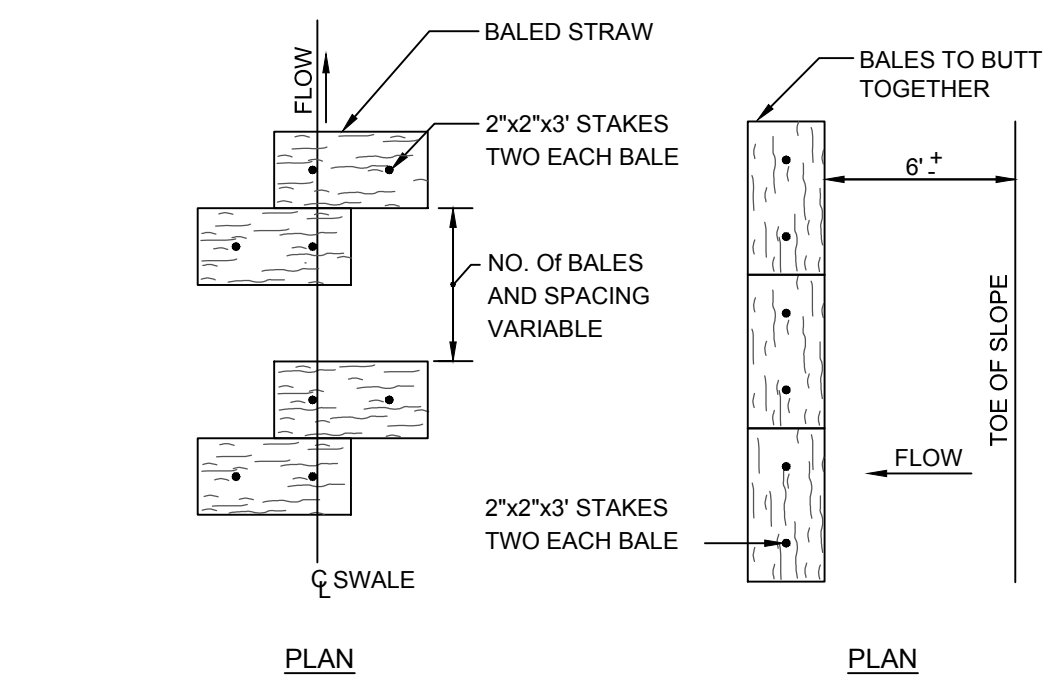 FLOW
BALED STRAW
2"x2"x3' STAKES
TWO EACH BALE
NO. Of BALES
AND SPACING
VARIABLE
℄ SWALE
PLAN
BALES TO BUTT
TOGETHER
6' ±
TOE OF SLOPE
FLOW
2"x2"x3' STAKES
TWO EACH BALE
PLAN